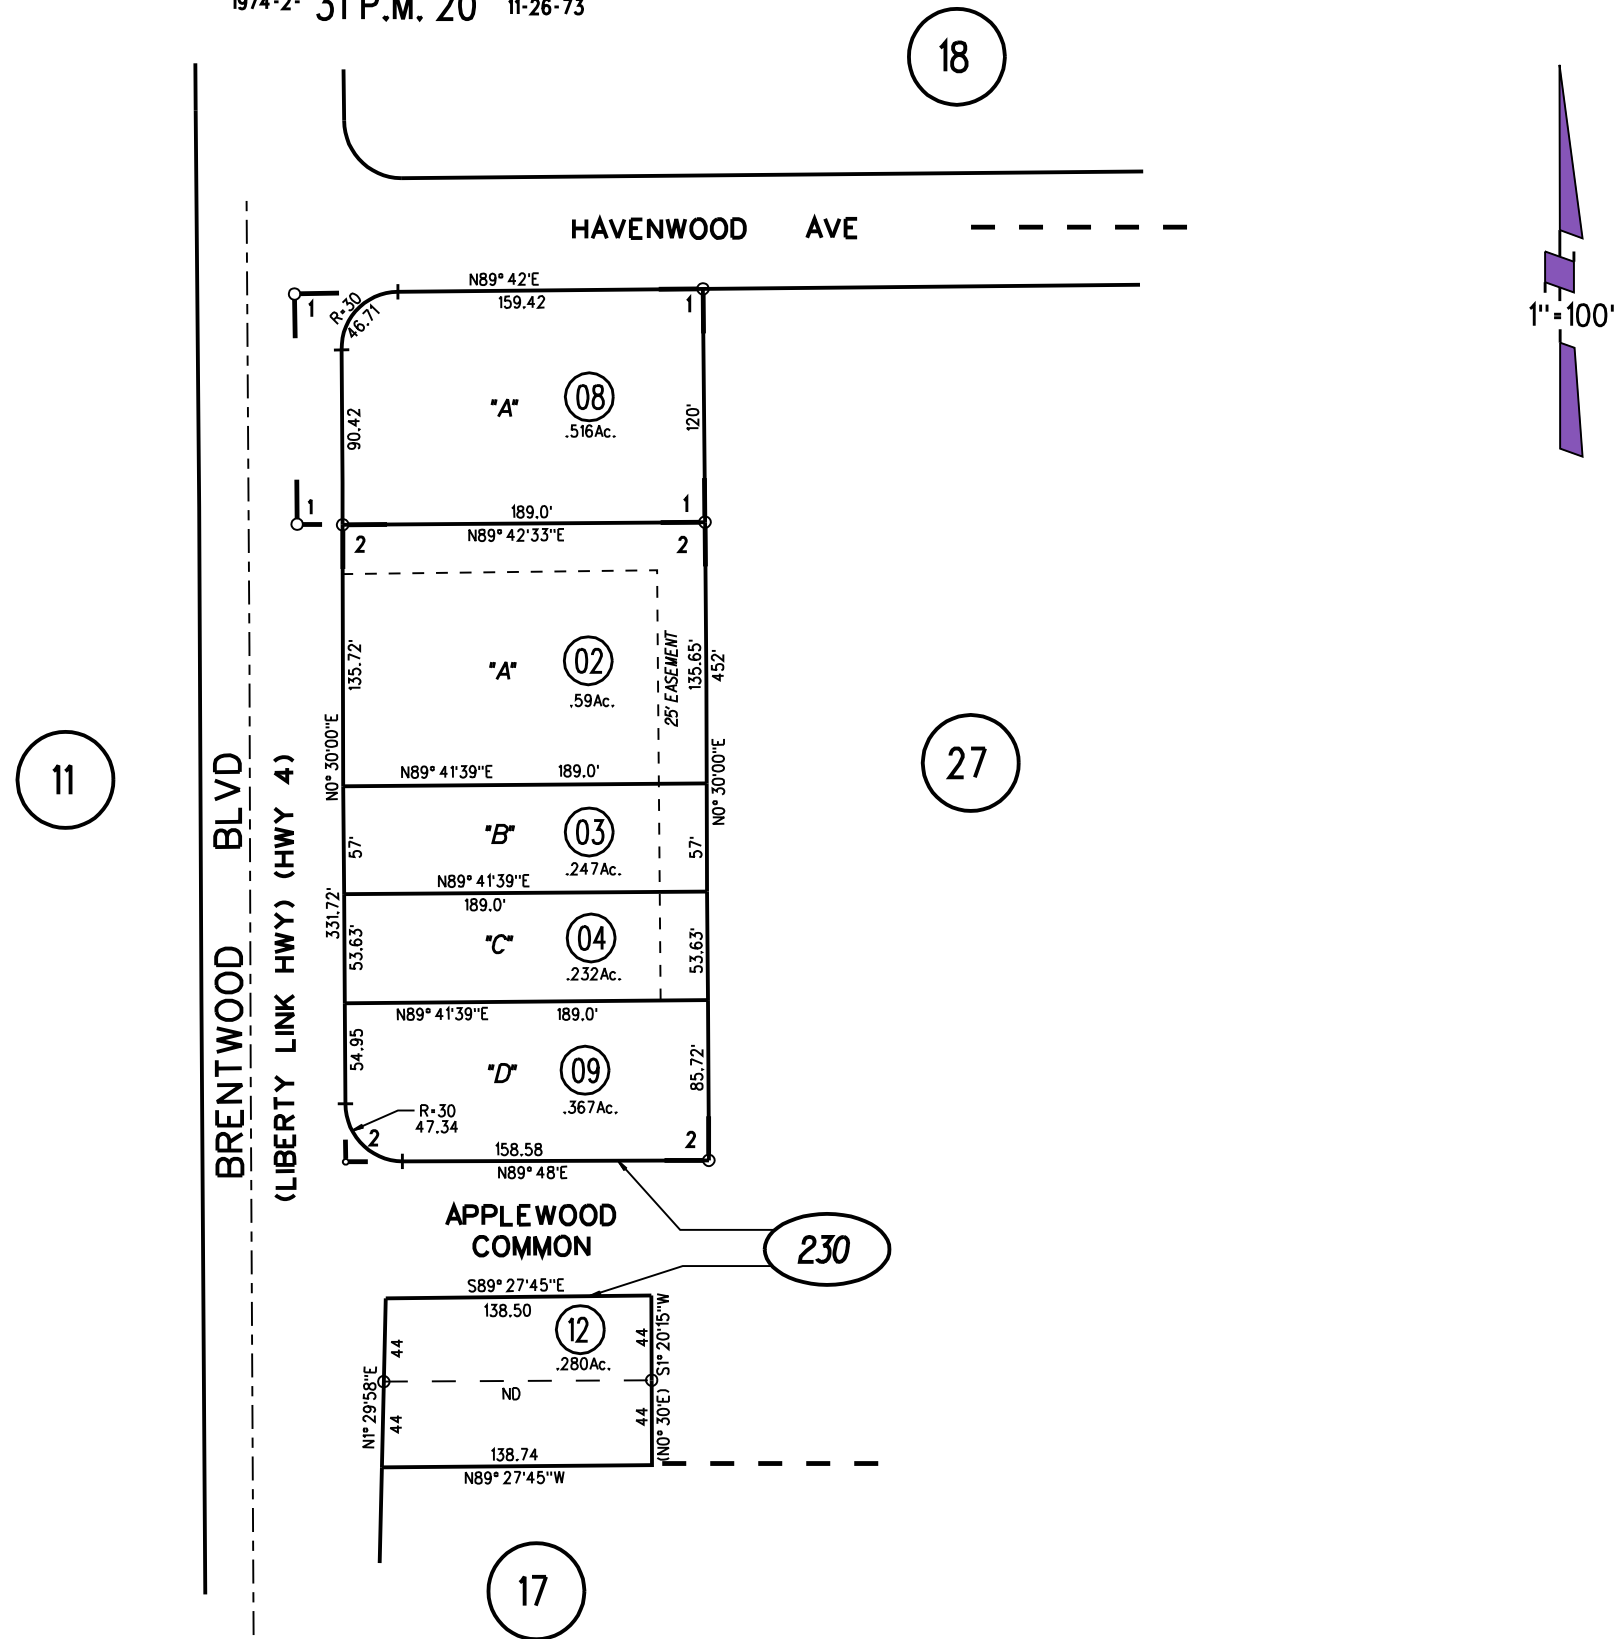 1974-2- 31 P.M. 20 11-26-73
18
HAVENWOOD AVE
1"=100'
N89° 42'E
159.42
R=30
46.71
1
1
"A" 08
.516Ac.
90.42
120'
1
1
189.0'
N89° 42'33"E
2
2
135.72'
"A" 02
.59Ac.
25' EASEMENT
135.65'
452'
N0° 30'00"E
N0° 30'00"E
N89° 41'39"E 189.0'
11
27
BRENTWOOD BLVD
(LIBERTY LINK HWY) (HWY 4)
57'
"B" 03
.247Ac.
57'
N89° 41'39"E
189.0'
331.72'
53.63'
"C" 04
.232Ac.
53.63'
N89° 41'39"E 189.0'
54.95
"D" 09
.367Ac.
85.72'
R=30
47.34
2
2
158.58
N89° 48'E
APPLEWOOD
COMMON
230
S89° 27'45"E
138.50
12
.280Ac.
44
44
S1° 20'15"W
(N0° 30'E)
ND
N1° 29'58"E
44
44
138.74
N89° 27'45"W
17